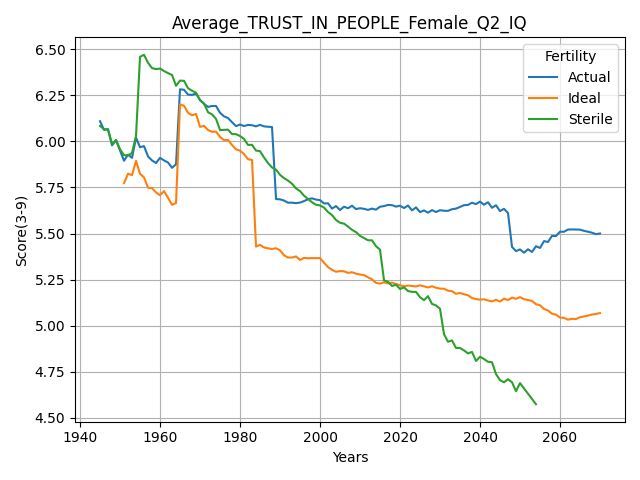 Average_TRUST_IN_PEOPLE_Female_Q2_IQ
Fertility
Actual
Ideal
Sterile
Score(3-9)
6.50
6.25
6.00
5.75
5.50
5.25
5.00
4.75
4.50
1940
1960
1980
2000
2020
2040
2060
Years